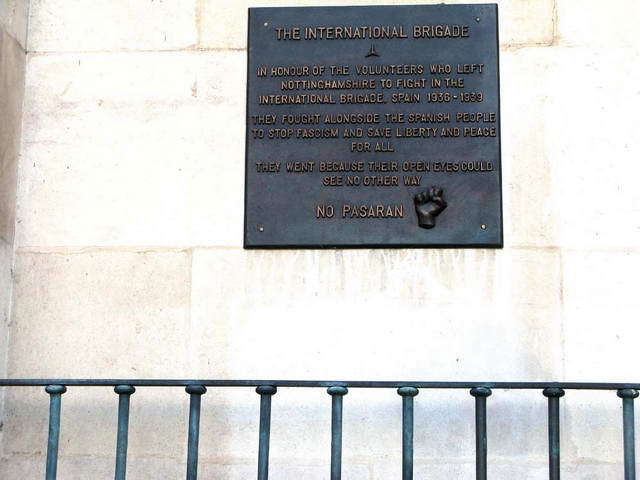 THE INTERNATIONAL BRIGADE
IN HONOUR OF THE VOLUNTEERS WHO LEFT
NOTTINGHAMSHIRE TO FIGHT IN THE
INTERNATIONAL BRIGADE. SPAIN 1936-1939
THEY FOUGHT ALONGSIDE THE SPANISH PEOPLE
TO STOP FASCISM AND SAVE LIBERTY AND PEACE
FOR ALL
THEY WENT BECAUSE THEIR OPEN EYES COULD
SEE NO OTHER WAY
NO PASARAN